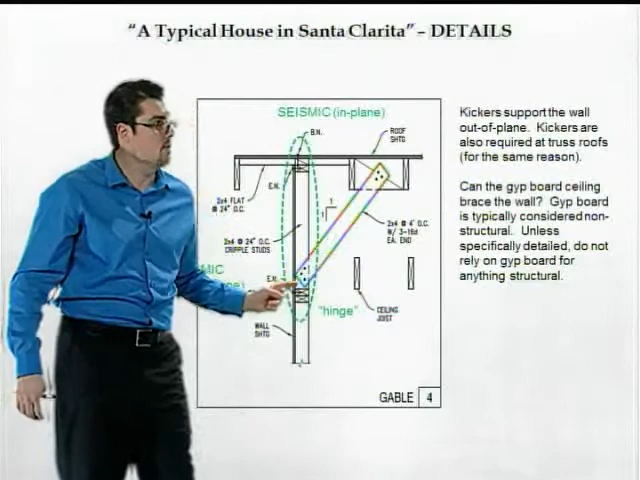 “A Typical House in Santa Clarita” – DETAILS
SEISMIC (in-plane)
B.N.
ROOF
SHTG
E.N.
2x4 FLAT
@ 24" O.C.
1
1
2x4 @ 4' O.C.
W/ 3-16d
EA. END
2x4 @ 24" O.C.
CRIPPLE STUDS
MIC
E.N.
"hinge"
CEILING
JOIST
WALL
SHTG
GABLE 4
Kickers support the wall
out-of-plane. Kickers are
also required at truss roofs
(for the same reason).
Can the gyp board ceiling
brace the wall? Gyp board
is typically considered non-
structural. Unless
specifically detailed, do not
rely on gyp board for
anything structural.